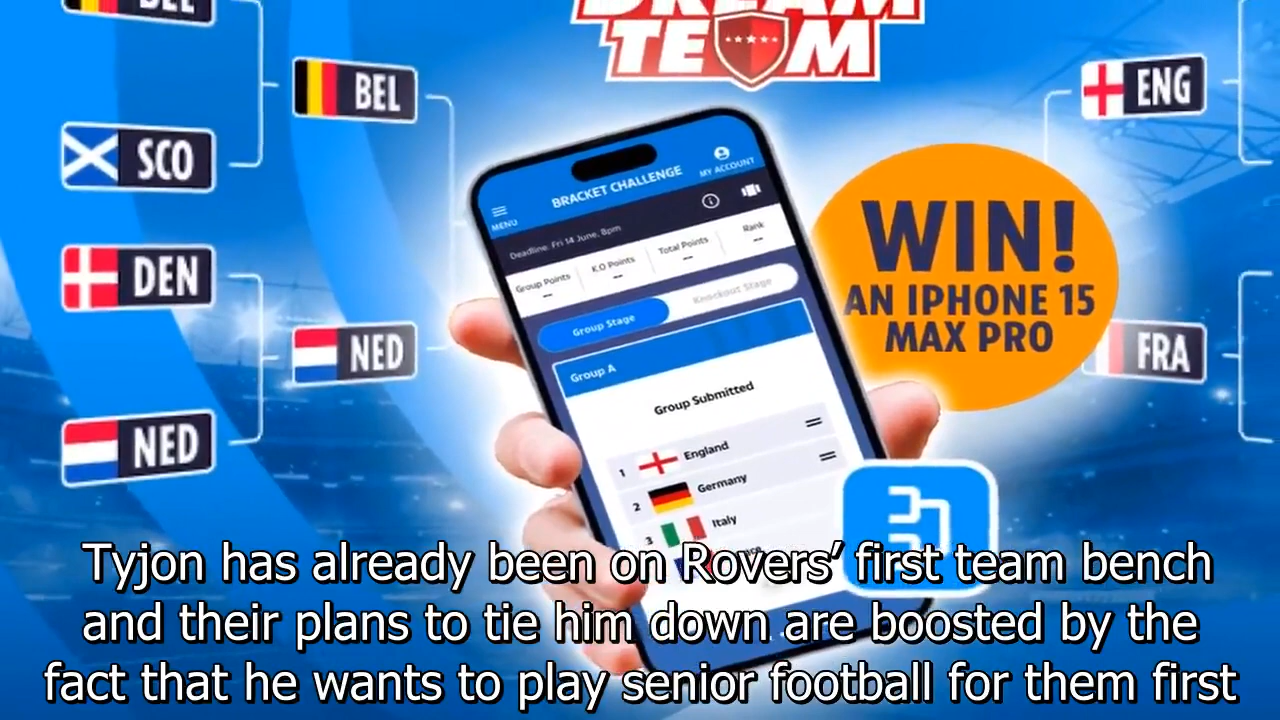 BEL
DREAM
TEAM
BEL
ENG
SCO
BRACKET CHALLENGE
MY ACCOUNT
MENU
Deadline: Fri 14 June, 8pm
WIN!
AN IPHONE 15
MAX PRO
Group Points
K.O Points
Total Points
Rank
DEN
Group Stage
Knockout Stage
NED
FRA
Group A
Group Submitted
NED
1 England
2 Germany
3 Italy
Tyjon has already been on Rovers’ first team bench
and their plans to tie him down are boosted by the
fact that he wants to play senior football for them first